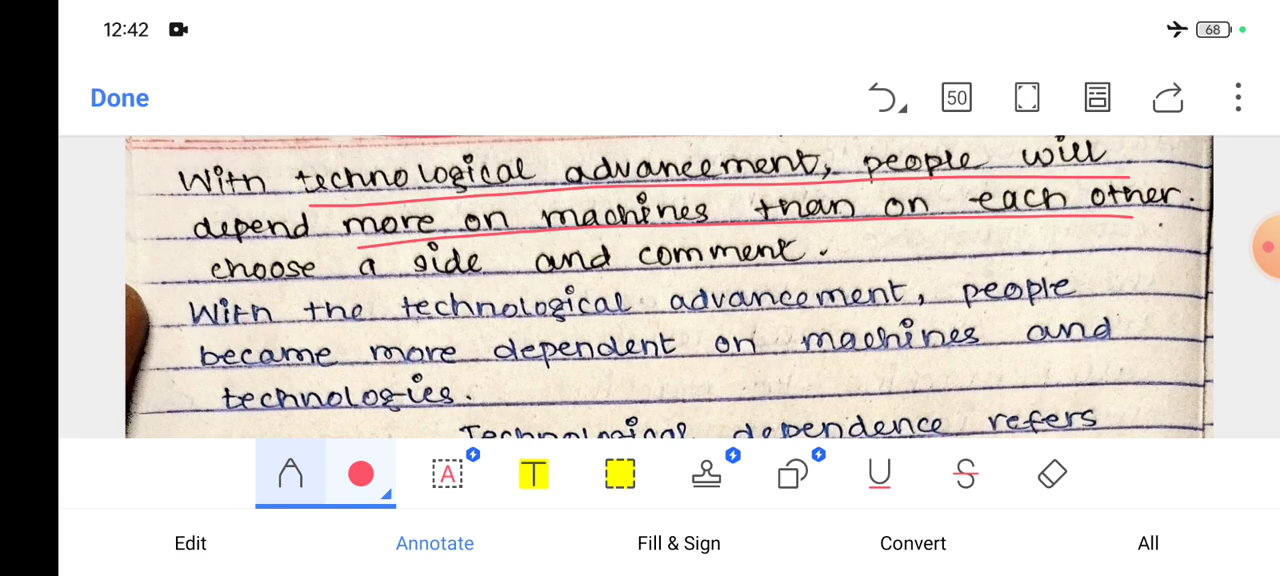 12:42
68
Done
50
With technological advancement, people will
depend more on machines than on each other.
choose a side and comment.
With the technological advancement, people
became more dependent on machines and
technologies.
Technological dependence refers
A
T
U
S
Edit
Annotate
Fill & Sign
Convert
All